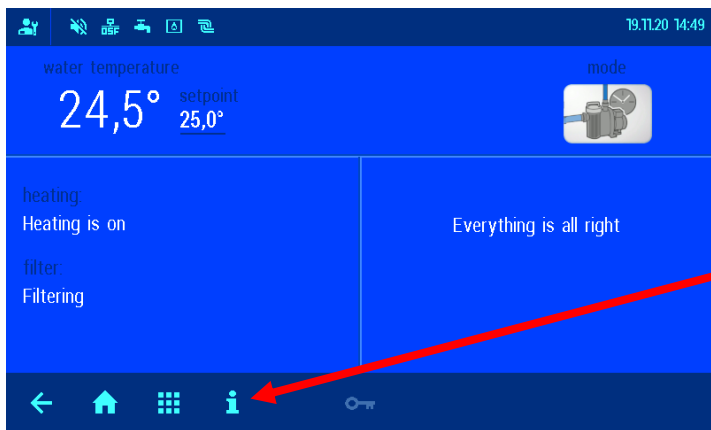 OSF
19.11.20 14:49
water temperature
mode
24,5°
setpoint
25,0°
heating:
Heating is on
Everything is all right
filter:
Filtering
i